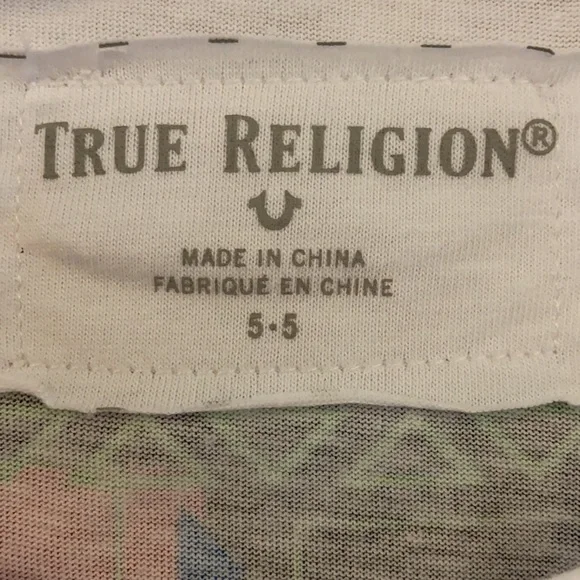 TRUE RELIGION®
MADE IN CHINA
FABRIQUÉ EN CHINE
5•5